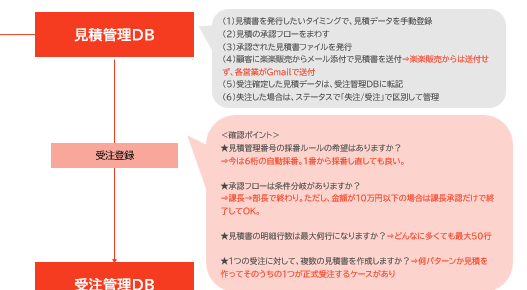 見積管理DB
(1)見積書を発行したいタイミングで、見積データを手動登録
(2)見積の承認フローをまわす
(3)承認された見積書ファイルを発行
(4)顧客に楽楽販売からメール添付で見積書を送付⇒楽楽販売からは送付せ
ず、各営業がGmailで送付
(5)受注確定した見積データは、受注管理DBに転記
(6)失注した場合は、ステータスで「失注/受注」で区別して管理
受注登録
＜確認ポイント＞
★見積管理番号の採番ルールの希望はありますか？
⇒今は6桁の自動採番。1番から採番し直しても良い。
★承認フローは条件分岐がありますか？
⇒課長→部長で終わり。ただし、金額が10万円以下の場合は課長承認だけで終
了してOK。
★見積書の明細行数は最大何行になりますか？⇒どんなに多くても最大50行
★1つの受注に対して、複数の見積書を作成しますか？⇒何パターンか見積を
作ってそのうちの1つが正式受注するケースがあり
受注管理DB